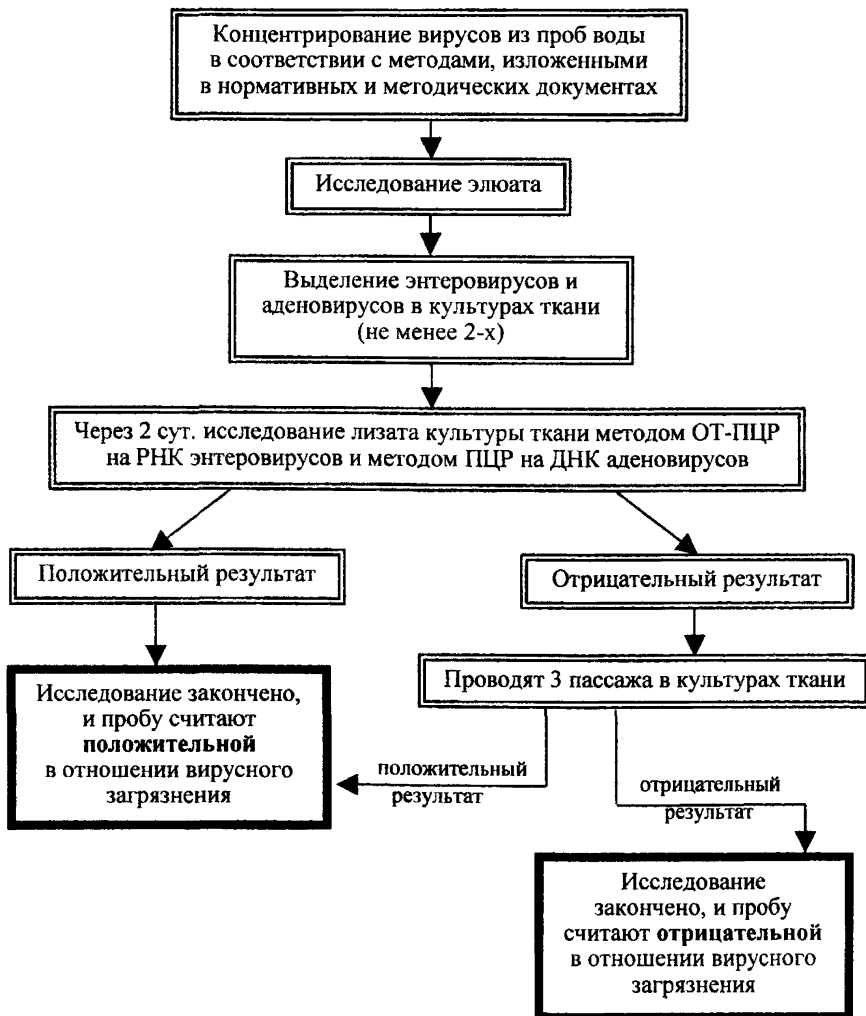 Концентрирование вирусов из проб воды
в соответствии с методами, изложенными
в нормативных и методических документах
Исследование элюата
Выделение энтеровирусов и
аденовирусов в культурах ткани
(не менее 2-х)
Через 2 сут. исследование лизата культуры ткани методом ОТ-ПЦР
на РНК энтеровирусов и методом ПЦР на ДНК аденовирусов
Положительный результат
Отрицательный результат
Проводят 3 пассажа в культурах ткани
Исследование закончено,
и пробу считают
положительной
в отношении вирусного
загрязнения
положительный
результат
отрицательный
результат
Исследование
закончено, и пробу
считают отрицательной
в отношении вирусного
загрязнения